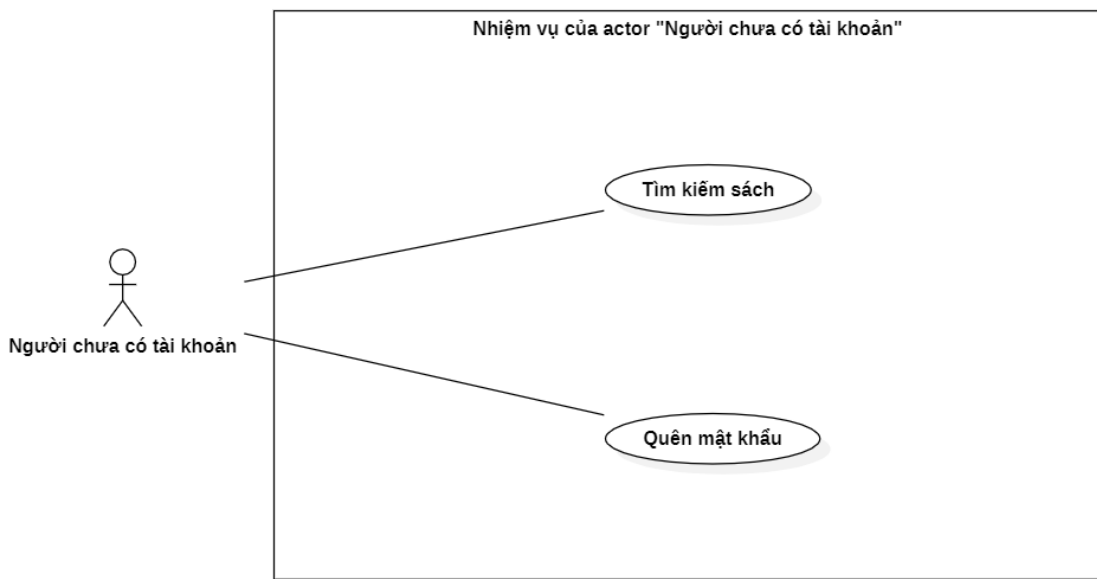 Nhiệm vụ của actor "Người chưa có tài khoản"
Tìm kiếm sách
Người chưa có tài khoản
Quên mật khẩu